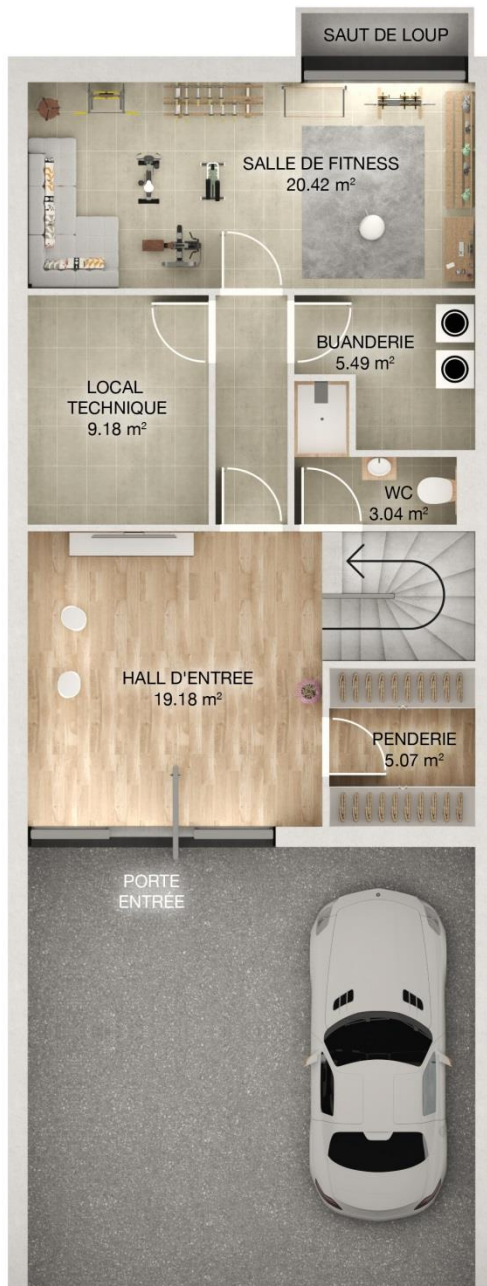 SAUT DE LOUP
SALLE DE FITNESS
20.42 m²
BUANDERIE
5.49 m²
LOCAL
TECHNIQUE
9.18 m²
WC
3.04 m²
HALL D'ENTREE
19.18 m²
PENDERIE
5.07 m²
PORTE
ENTRÉE